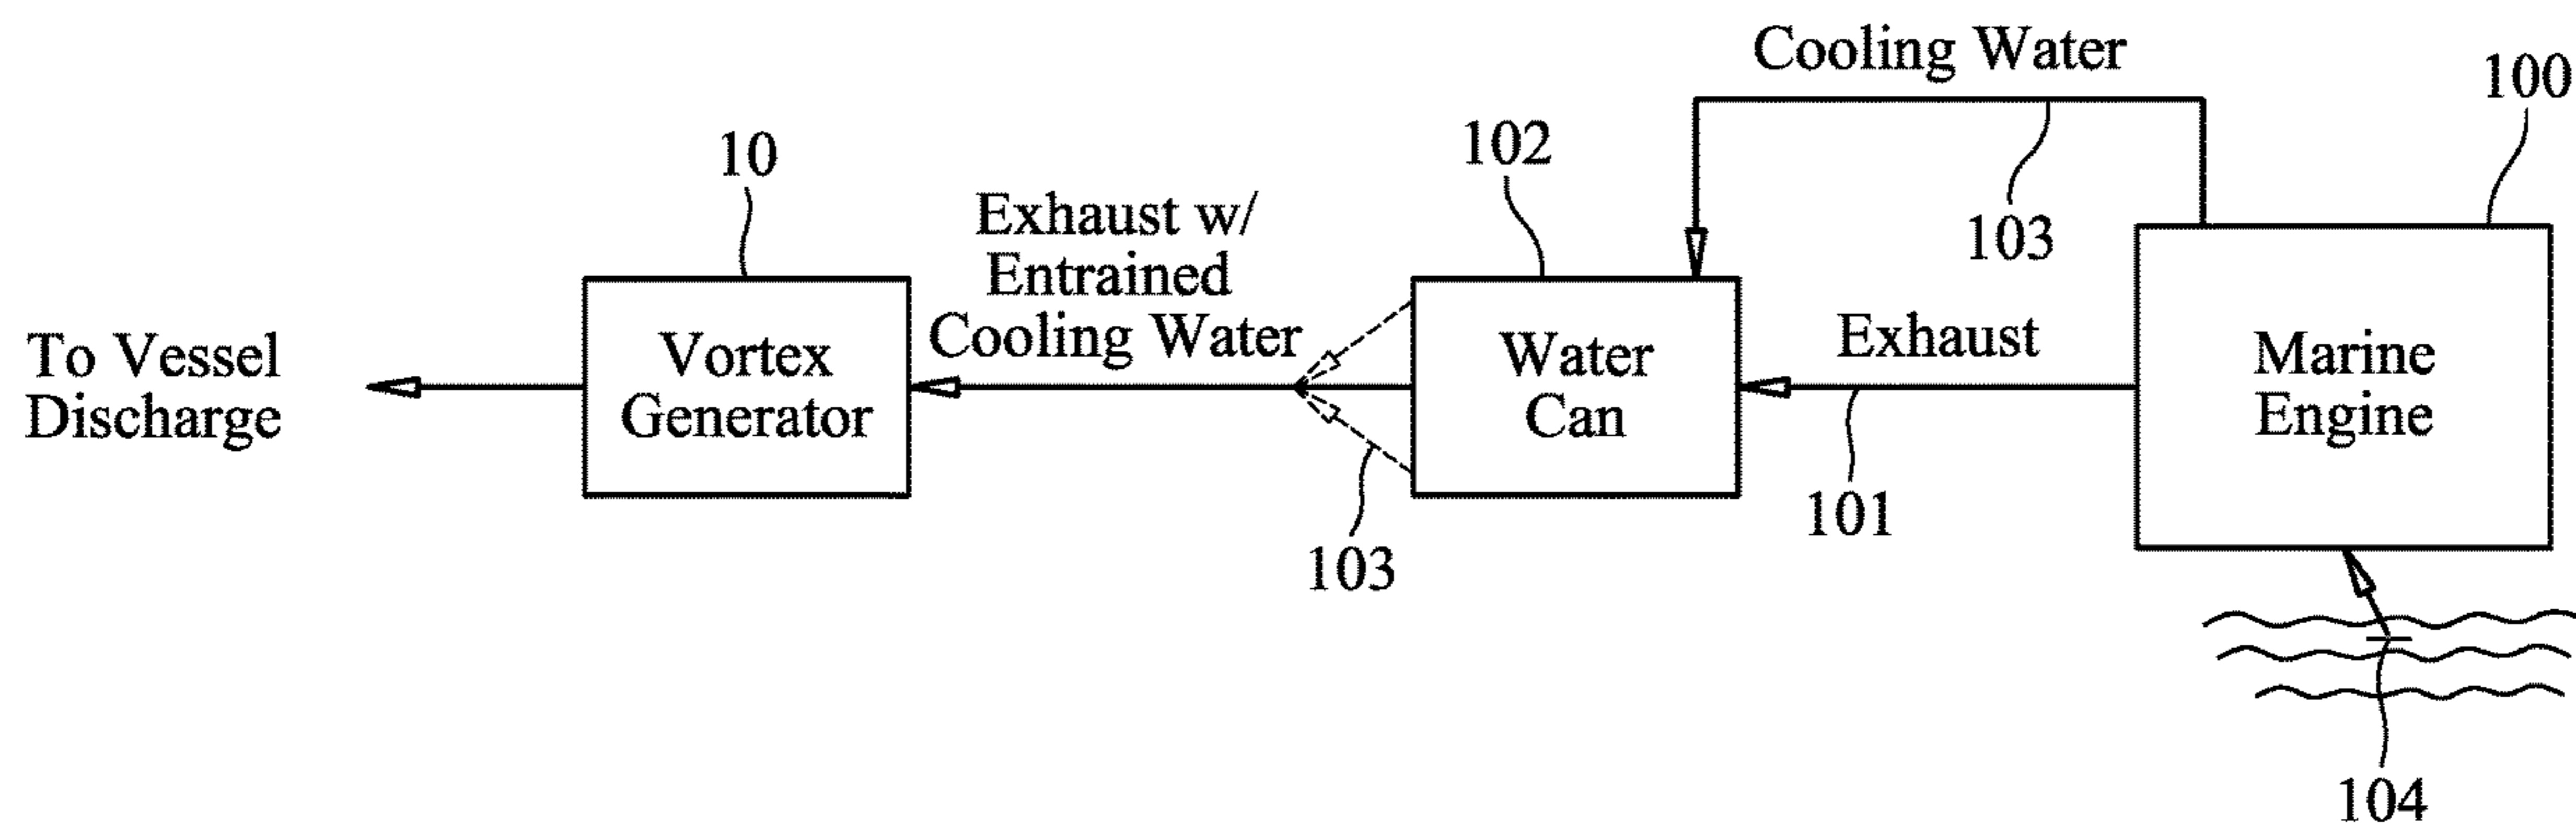 Cooling Water
100
10
102
103
Exhaust w/
Entrained
Cooling Water
To Vessel
Discharge
Vortex
Generator
Water
Can
Exhaust
Marine
Engine
101
103
104